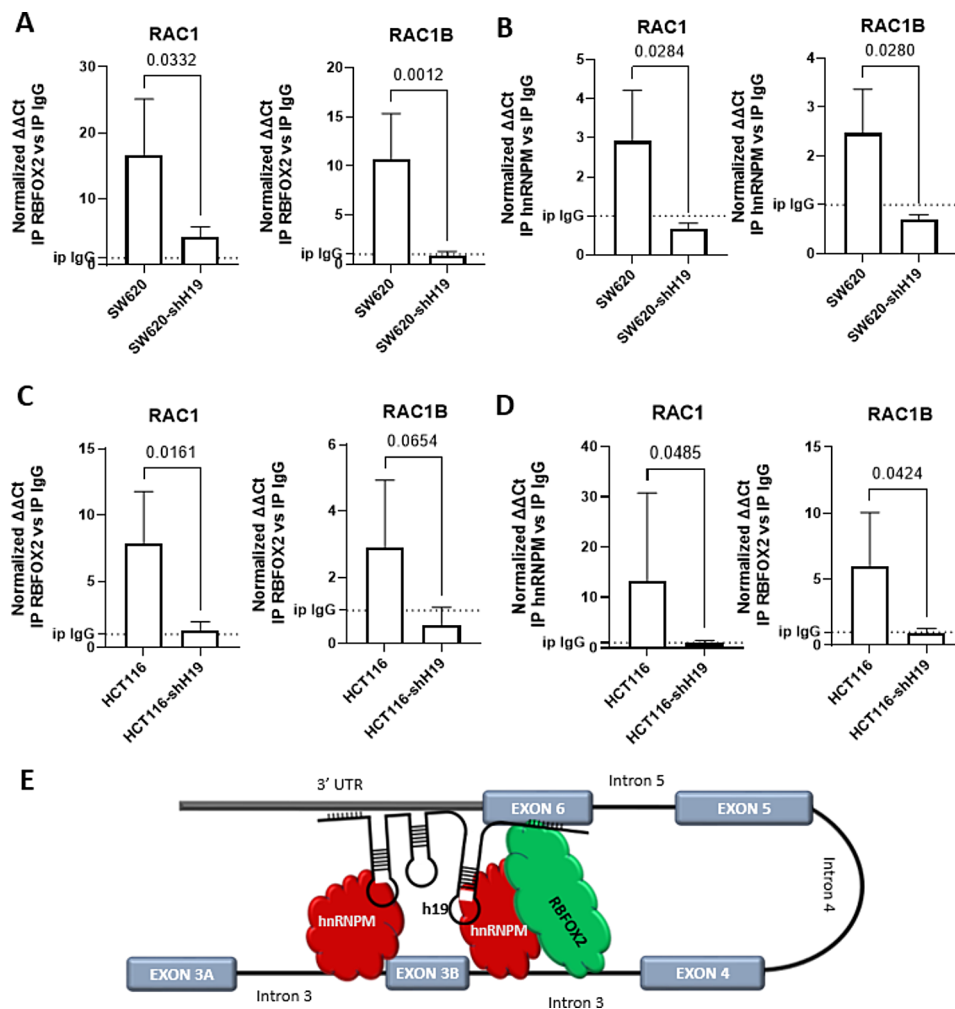 A
RAC1
Normalized ΔΔCt
IP RBFOX2 vs IP IgG
30
20
10
ip IgG
0
0.0332
SW620
SW620-shH19
RAC1B
Normalized ΔΔCt
IP RBFOX2 vs IP IgG
20
15
10
5
ip IgG
0
0.0012
SW620
SW620-shH19
B
RAC1
Normalized ΔΔCt
IP hnRNPM vs IP IgG
5
4
3
2
1
ip IgG
0
0.0284
SW620
SW620-shH19
RAC1B
Normalized ΔΔCt
IP hnRNPM vs IP IgG
4
3
2
1
ip IgG
0
0.0280
SW620
SW620-shH19
C
RAC1
Normalized ΔΔCt
IP RBFOX2 vs IP IgG
15
10
5
ip IgG
0
0.0161
HCT116
HCT116-shH19
RAC1B
Normalized ΔΔCt
IP RBFOX2 vs IP IgG
6
4
2
ip IgG
0
0.0654
HCT116
HCT116-shH19
D
RAC1
Normalized ΔΔCt
IP hnRNPM vs IP IgG
40
30
20
10
ip IgG
0
0.0485
HCT116
HCT116-shH19
RAC1B
Normalized ΔΔCt
IP RBFOX2 vs IP IgG
15
10
5
ip IgG
0
0.0424
HCT116
HCT116-shH19
E
3' UTR
EXON 6
Intron 5
EXON 5
Intron 4
h19
hnRNPM
hnRNPM
RBFOX2
EXON 3A
Intron 3
EXON 3B
Intron 3
EXON 4